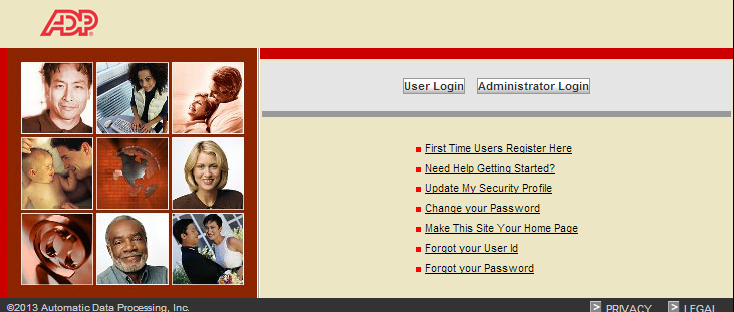 ADP
User Login Administrator Login
First Time Users Register Here
Need Help Getting Started?
Update My Security Profile
Change your Password
Make This Site Your Home Page
Forgot your User Id
Forgot your Password
©2013 Automatic Data Processing, Inc. PRIVACY LEGAL